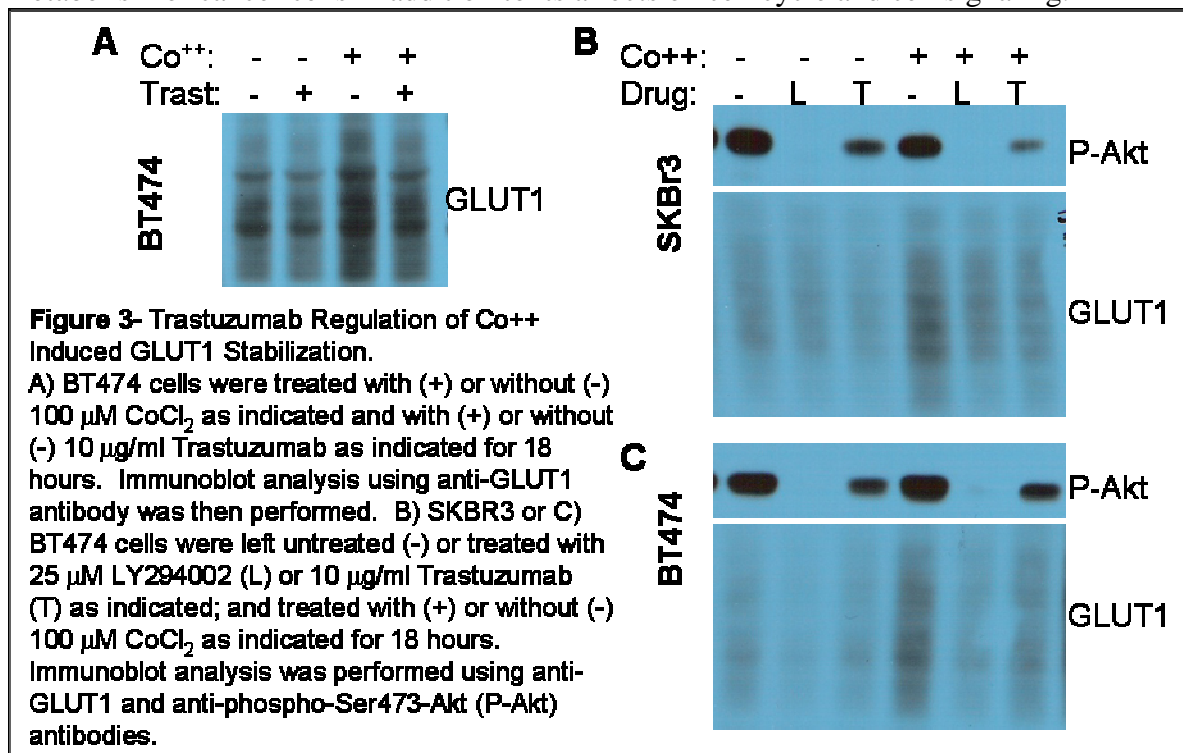 A
Co++: - - + +
Trast: - + - +
BT474
GLUT1
Figure 3- Trastuzumab Regulation of Co++
Induced GLUT1 Stabilization.
A) BT474 cells were treated with (+) or without (-)
100 μM CoCl2 as indicated and with (+) or without
(-) 10 μg/ml Trastuzumab as indicated for 18
hours. Immunoblot analysis using anti-GLUT1
antibody was then performed. B) SKBR3 or C)
BT474 cells were left untreated (-) or treated with
25 μM LY294002 (L) or 10 μg/ml Trastuzumab
(T) as indicated; and treated with (+) or without (-)
100 μM CoCl2 as indicated for 18 hours.
Immunoblot analysis was performed using anti-
GLUT1 and anti-phospho-Ser473-Akt (P-Akt)
antibodies.
B
Co++: - - - + + +
Drug: - L T - L T
SKBr3
P-Akt
GLUT1
C
BT474
P-Akt
GLUT1